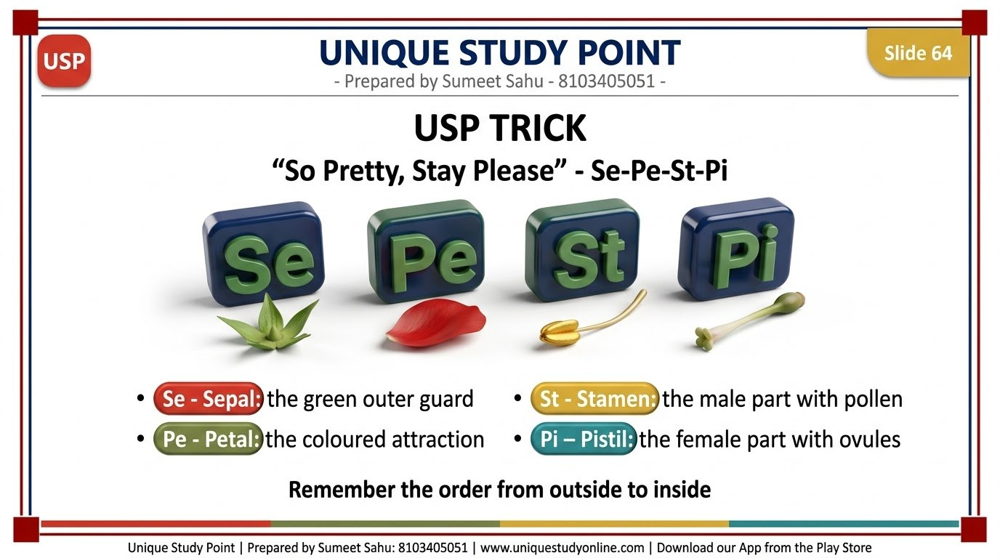 USP
UNIQUE STUDY POINT
- Prepared by Sumeet Sahu - 8103405051 -
Slide 64
USP TRICK
“So Pretty, Stay Please” - Se-Pe-St-Pi
Se
Pe
St
Pi
• Se - Sepal: the green outer guard
• Pe - Petal: the coloured attraction
• St - Stamen: the male part with pollen
• Pi – Pistil: the female part with ovules
Remember the order from outside to inside
Unique Study Point | Prepared by Sumeet Sahu: 8103405051 | www.uniquestudyonline.com | Download our App from the Play Store